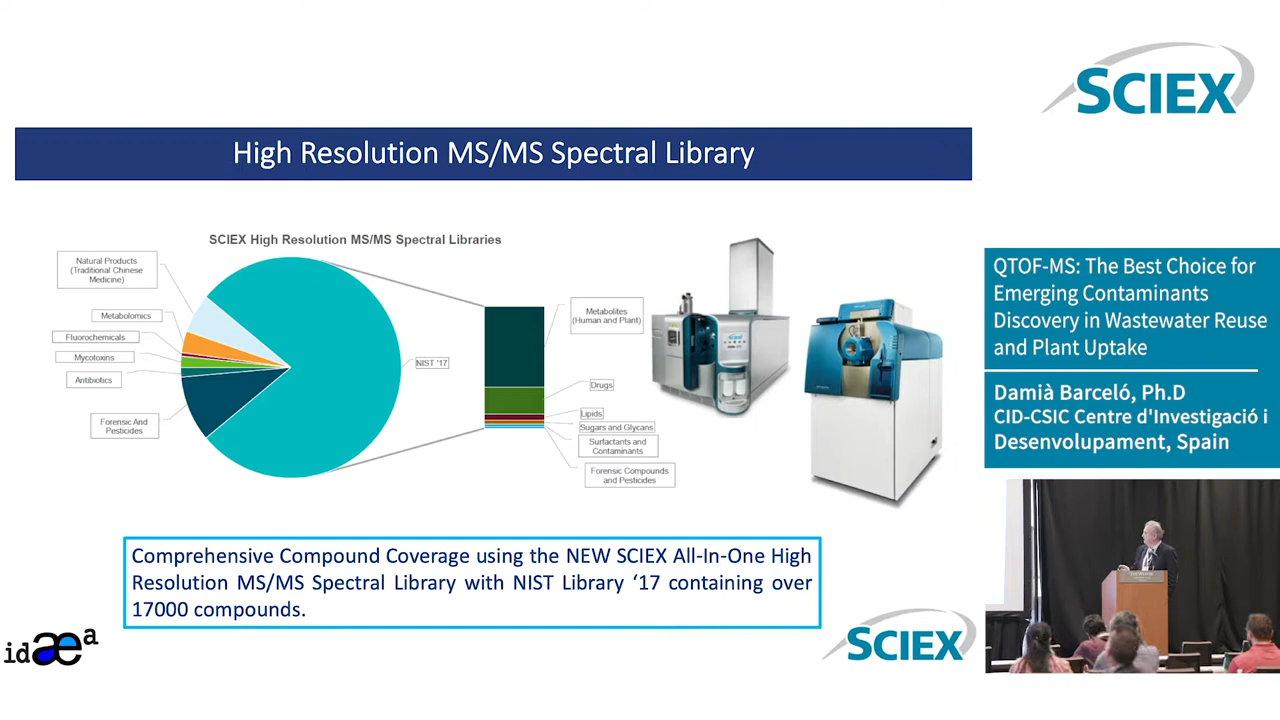 SCIEX
High Resolution MS/MS Spectral Library
SCIEX High Resolution MS/MS Spectral Libraries
Natural Products
(Traditional Chinese
Medicine)
Metabolomics
Fluorochemicals
Mycotoxins
Antibiotics
Forensic And
Pesticides
NIST '17
Metabolites
(Human and Plant)
Drugs
Lipids
Sugars and Glycans
Surfactants and
Contaminants
Forensic Compounds
and Pesticides
QTOF-MS: The Best Choice for
Emerging Contaminants
Discovery in Wastewater Reuse
and Plant Uptake
Damià Barceló, Ph.D
CID-CSIC Centre d'Investigació i
Desenvolupament, Spain
Comprehensive Compound Coverage using the NEW SCIEX All-In-One High
Resolution MS/MS Spectral Library with NIST Library ‘17 containing over
17000 compounds.
idæa
SCIEX